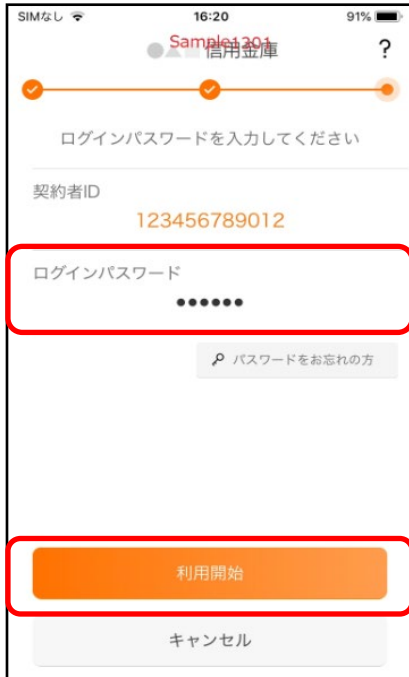 SIMなし 16:20 91%
●▲■信用金庫 ?
Sample1301
ログインパスワードを入力してください
契約者ID
123456789012
ログインパスワード
●●●●●●
パスワードをお忘れの方
利用開始
キャンセル